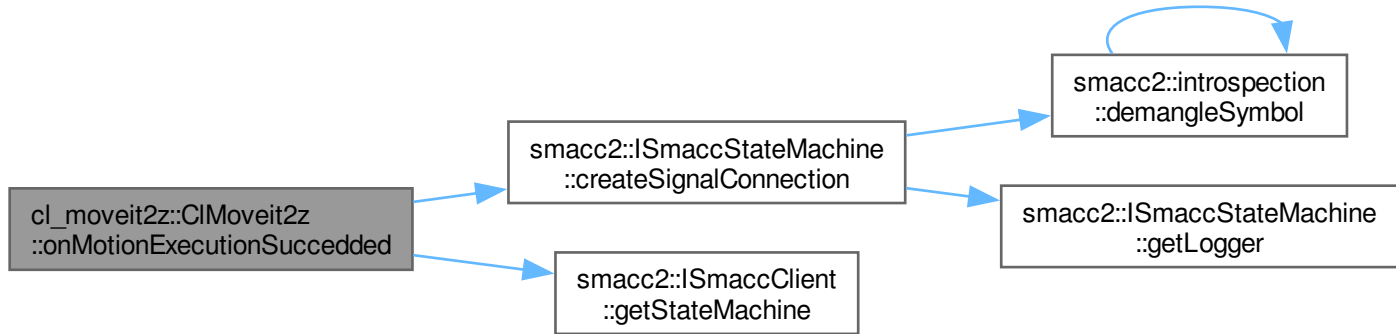 cl_moveit2z::ClMoveit2z
::onMotionExecutionSuccedded
smacc2::ISmaccStateMachine
::createSignalConnection
smacc2::introspection
::demangleSymbol
smacc2::ISmaccStateMachine
::getLogger
smacc2::ISmaccClient
::getStateMachine